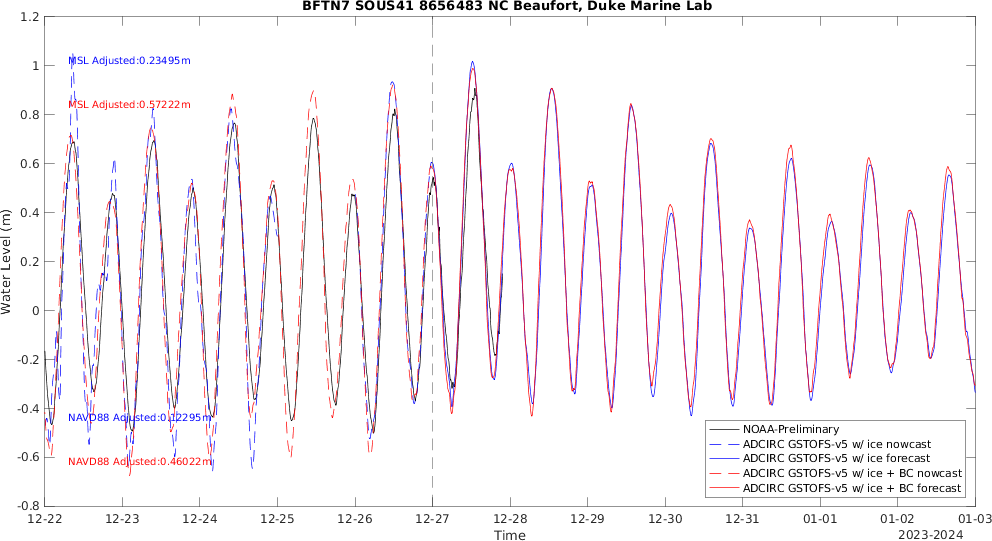 BFTN7 SOUS41 8656483 NC Beaufort, Duke Marine Lab
1.2
1
0.8
0.6
0.4
0.2
0
-0.2
-0.4
-0.6
-0.8
Water Level (m)
MSL Adjusted:0.23495m
MSL Adjusted:0.57222m
NAVD88 Adjusted:0.12295m
NAVD88 Adjusted:0.46022m
NOAA-Preliminary
ADCIRC GSTOFS-v5 w/ ice nowcast
ADCIRC GSTOFS-v5 w/ ice forecast
ADCIRC GSTOFS-v5 w/ ice + BC nowcast
ADCIRC GSTOFS-v5 w/ ice + BC forecast
12-22 12-23 12-24 12-25 12-26 12-27 12-28 12-29 12-30 12-31 01-01 01-02 01-03
Time
2023-2024